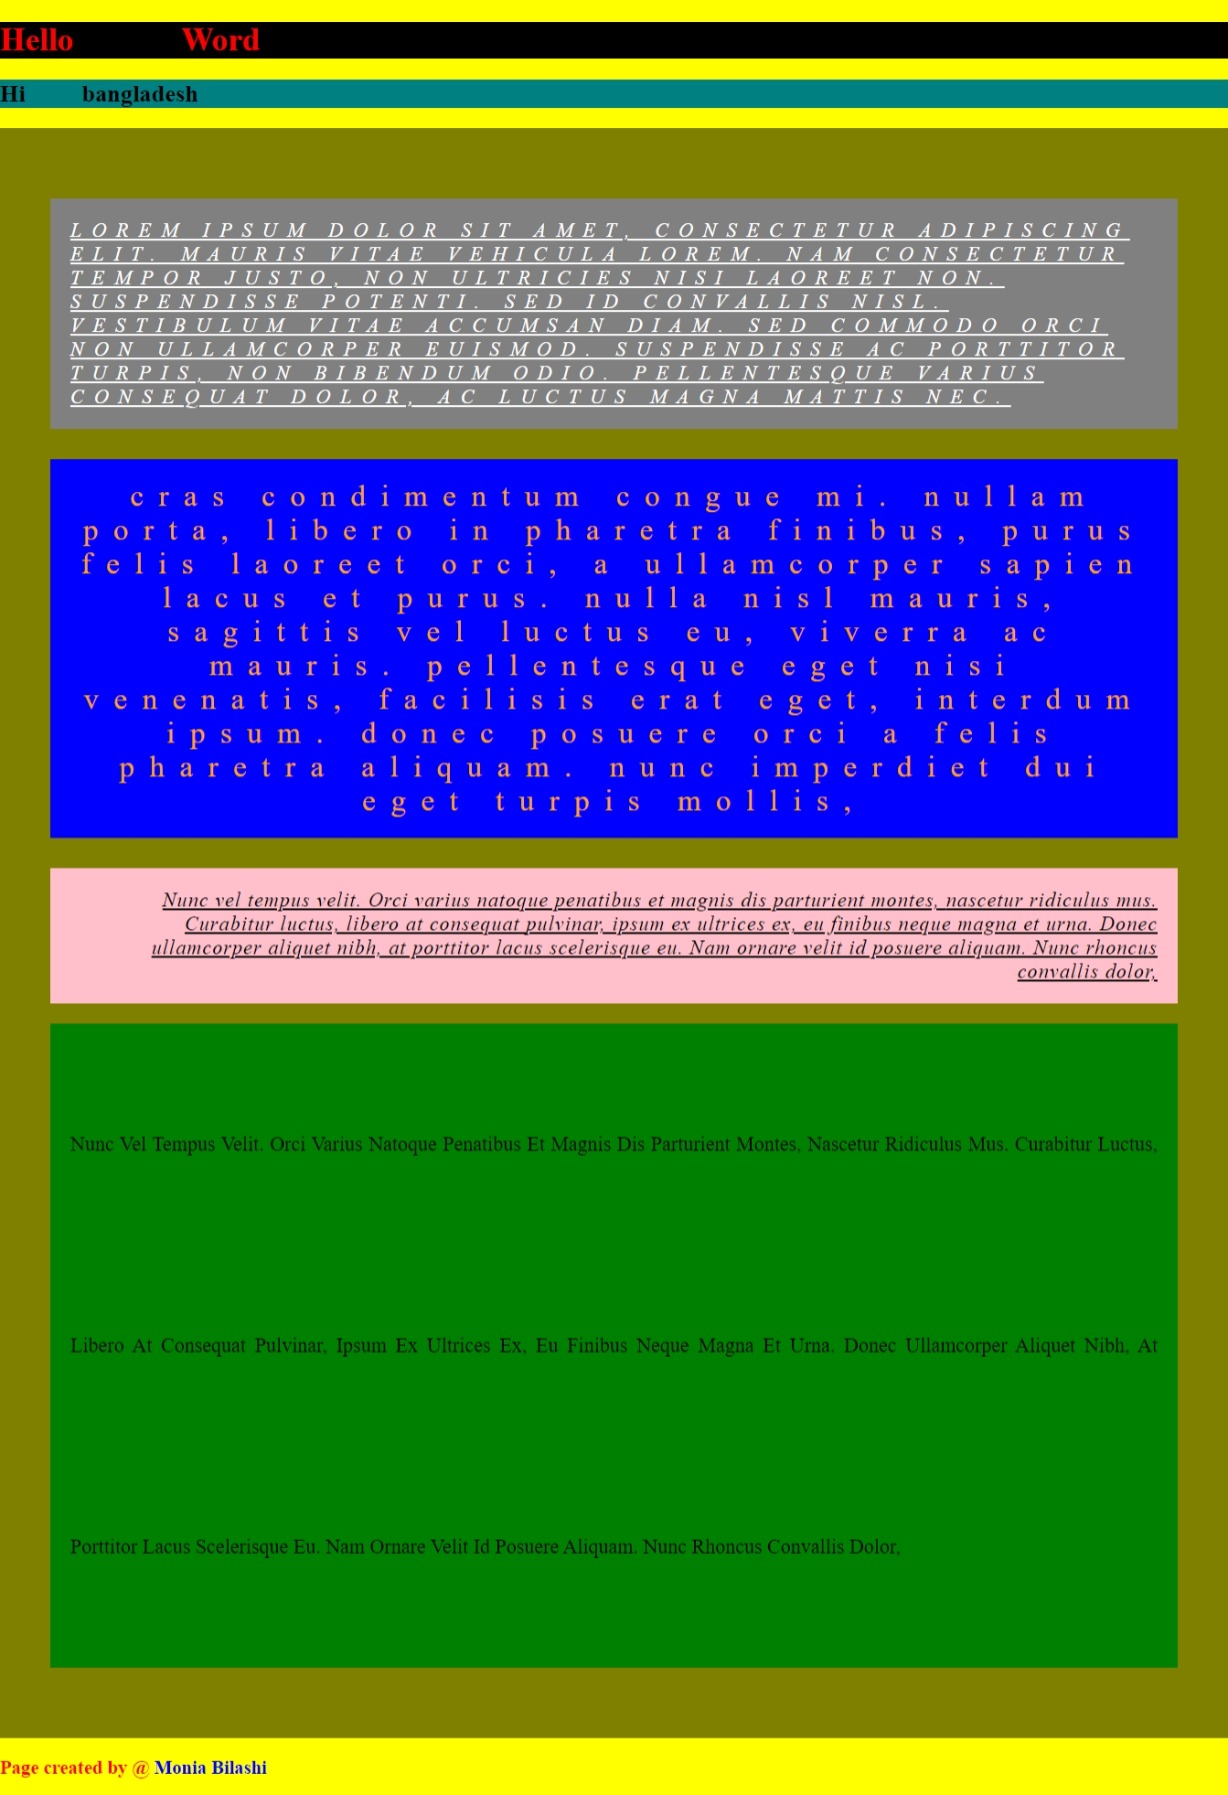 Hello Word
Hi bangladesh
LOREM IPSUM DOLOR SIT AMET, CONSECTETUR ADIPISCING
ELIT. MAURIS VITAE VEHICULA LOREM. NAM CONSECTETUR
TEMPOR JUSTO, NON ULTRICIES NISI LAOREET NON.
SUSPENDISSE POTENTI. SED ID CONVALLIS NISL.
VESTIBULUM VITAE ACCUMSAN DIAM. SED COMMODO ORCI
NON ULLAMCORPER EUISMOD. SUSPENDISSE AC PORTTITOR
TURPIS, NON BIBENDUM ODIO. PELLENTESQUE VARIUS
CONSEQUAT DOLOR, AC LUCTUS MAGNA MATTIS NEC.
cras condimentum congue mi. nullam
porta, libero in pharetra finibus, purus
felis laoreet orci, a ullamcorper sapien
lacus et purus. nulla nisl mauris,
sagittis vel luctus eu, viverra ac
mauris. pellentesque eget nisi
venenatis, facilisis erat eget, interdum
ipsum. donec posuere orci a felis
pharetra aliquam. nunc imperdiet dui
eget turpis mollis,
Nunc vel tempus velit. Orci varius natoque penatibus et magnis dis parturient montes, nascetur ridiculus mus.
Curabitur luctus, libero at consequat pulvinar, ipsum ex ultrices ex, eu finibus neque magna et urna. Donec
ullamcorper aliquet nibh, at porttitor lacus scelerisque eu. Nam ornare velit id posuere aliquam. Nunc rhoncus
convallis dolor,
Nunc Vel Tempus Velit. Orci Varius Natoque Penatibus Et Magnis Dis Parturient Montes, Nascetur Ridiculus Mus. Curabitur Luctus,
Libero At Consequat Pulvinar, Ipsum Ex Ultrices Ex, Eu Finibus Neque Magna Et Urna. Donec Ullamcorper Aliquet Nibh, At
Porttitor Lacus Scelerisque Eu. Nam Ornare Velit Id Posuere Aliquam. Nunc Rhoncus Convallis Dolor,
Page created by @ Monia Bilashi